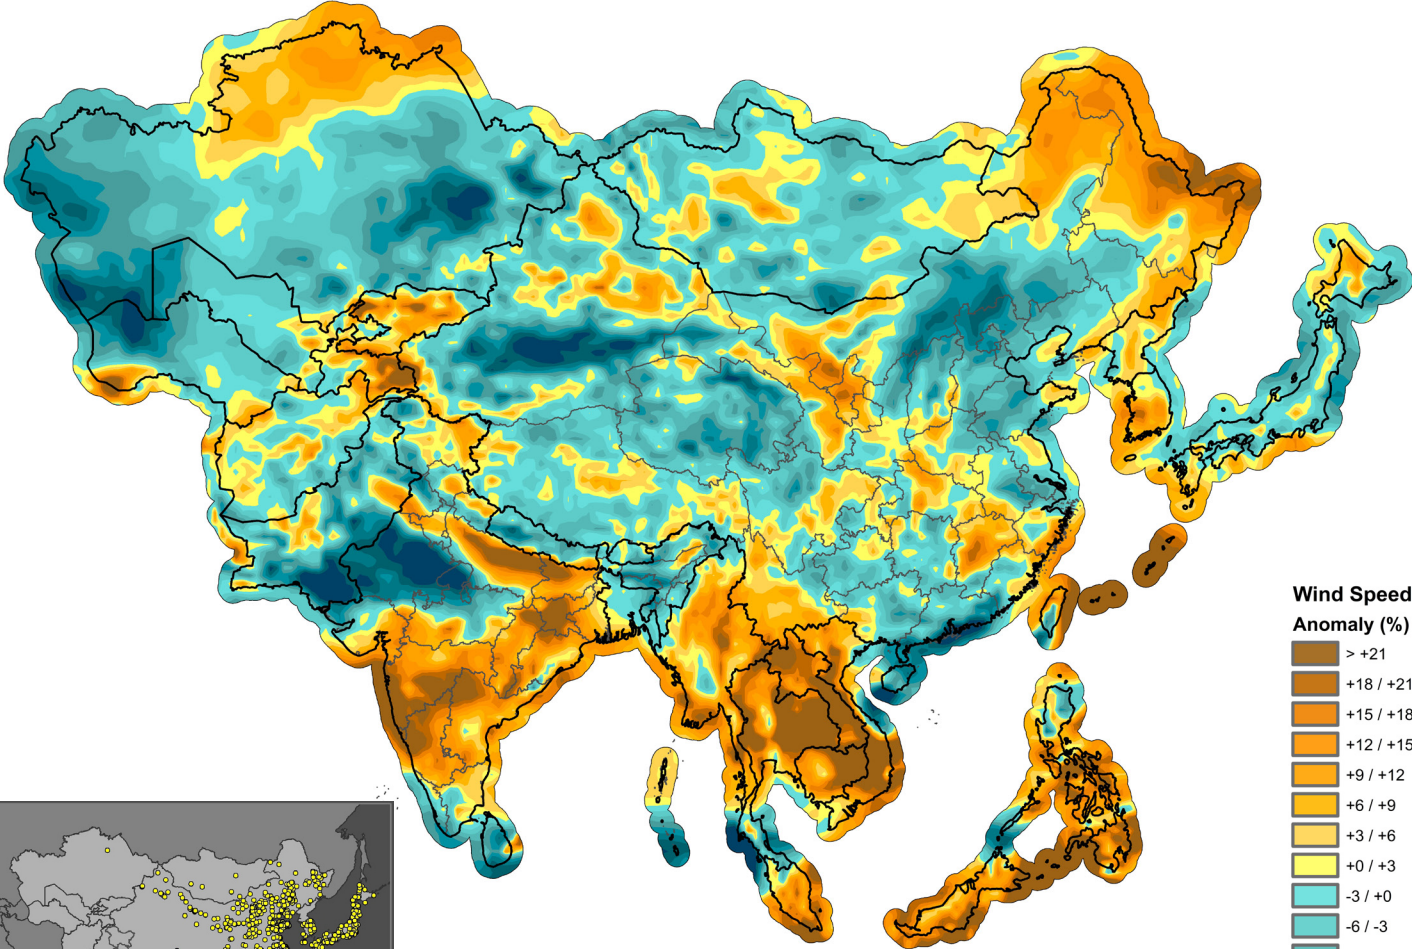 Wind Speed
Anomaly (%)
> +21
+18 / +21
+15 / +18
+12 / +15
+9 / +12
+6 / +9
+3 / +6
+0 / +3
-3 / +0
-6 / -3